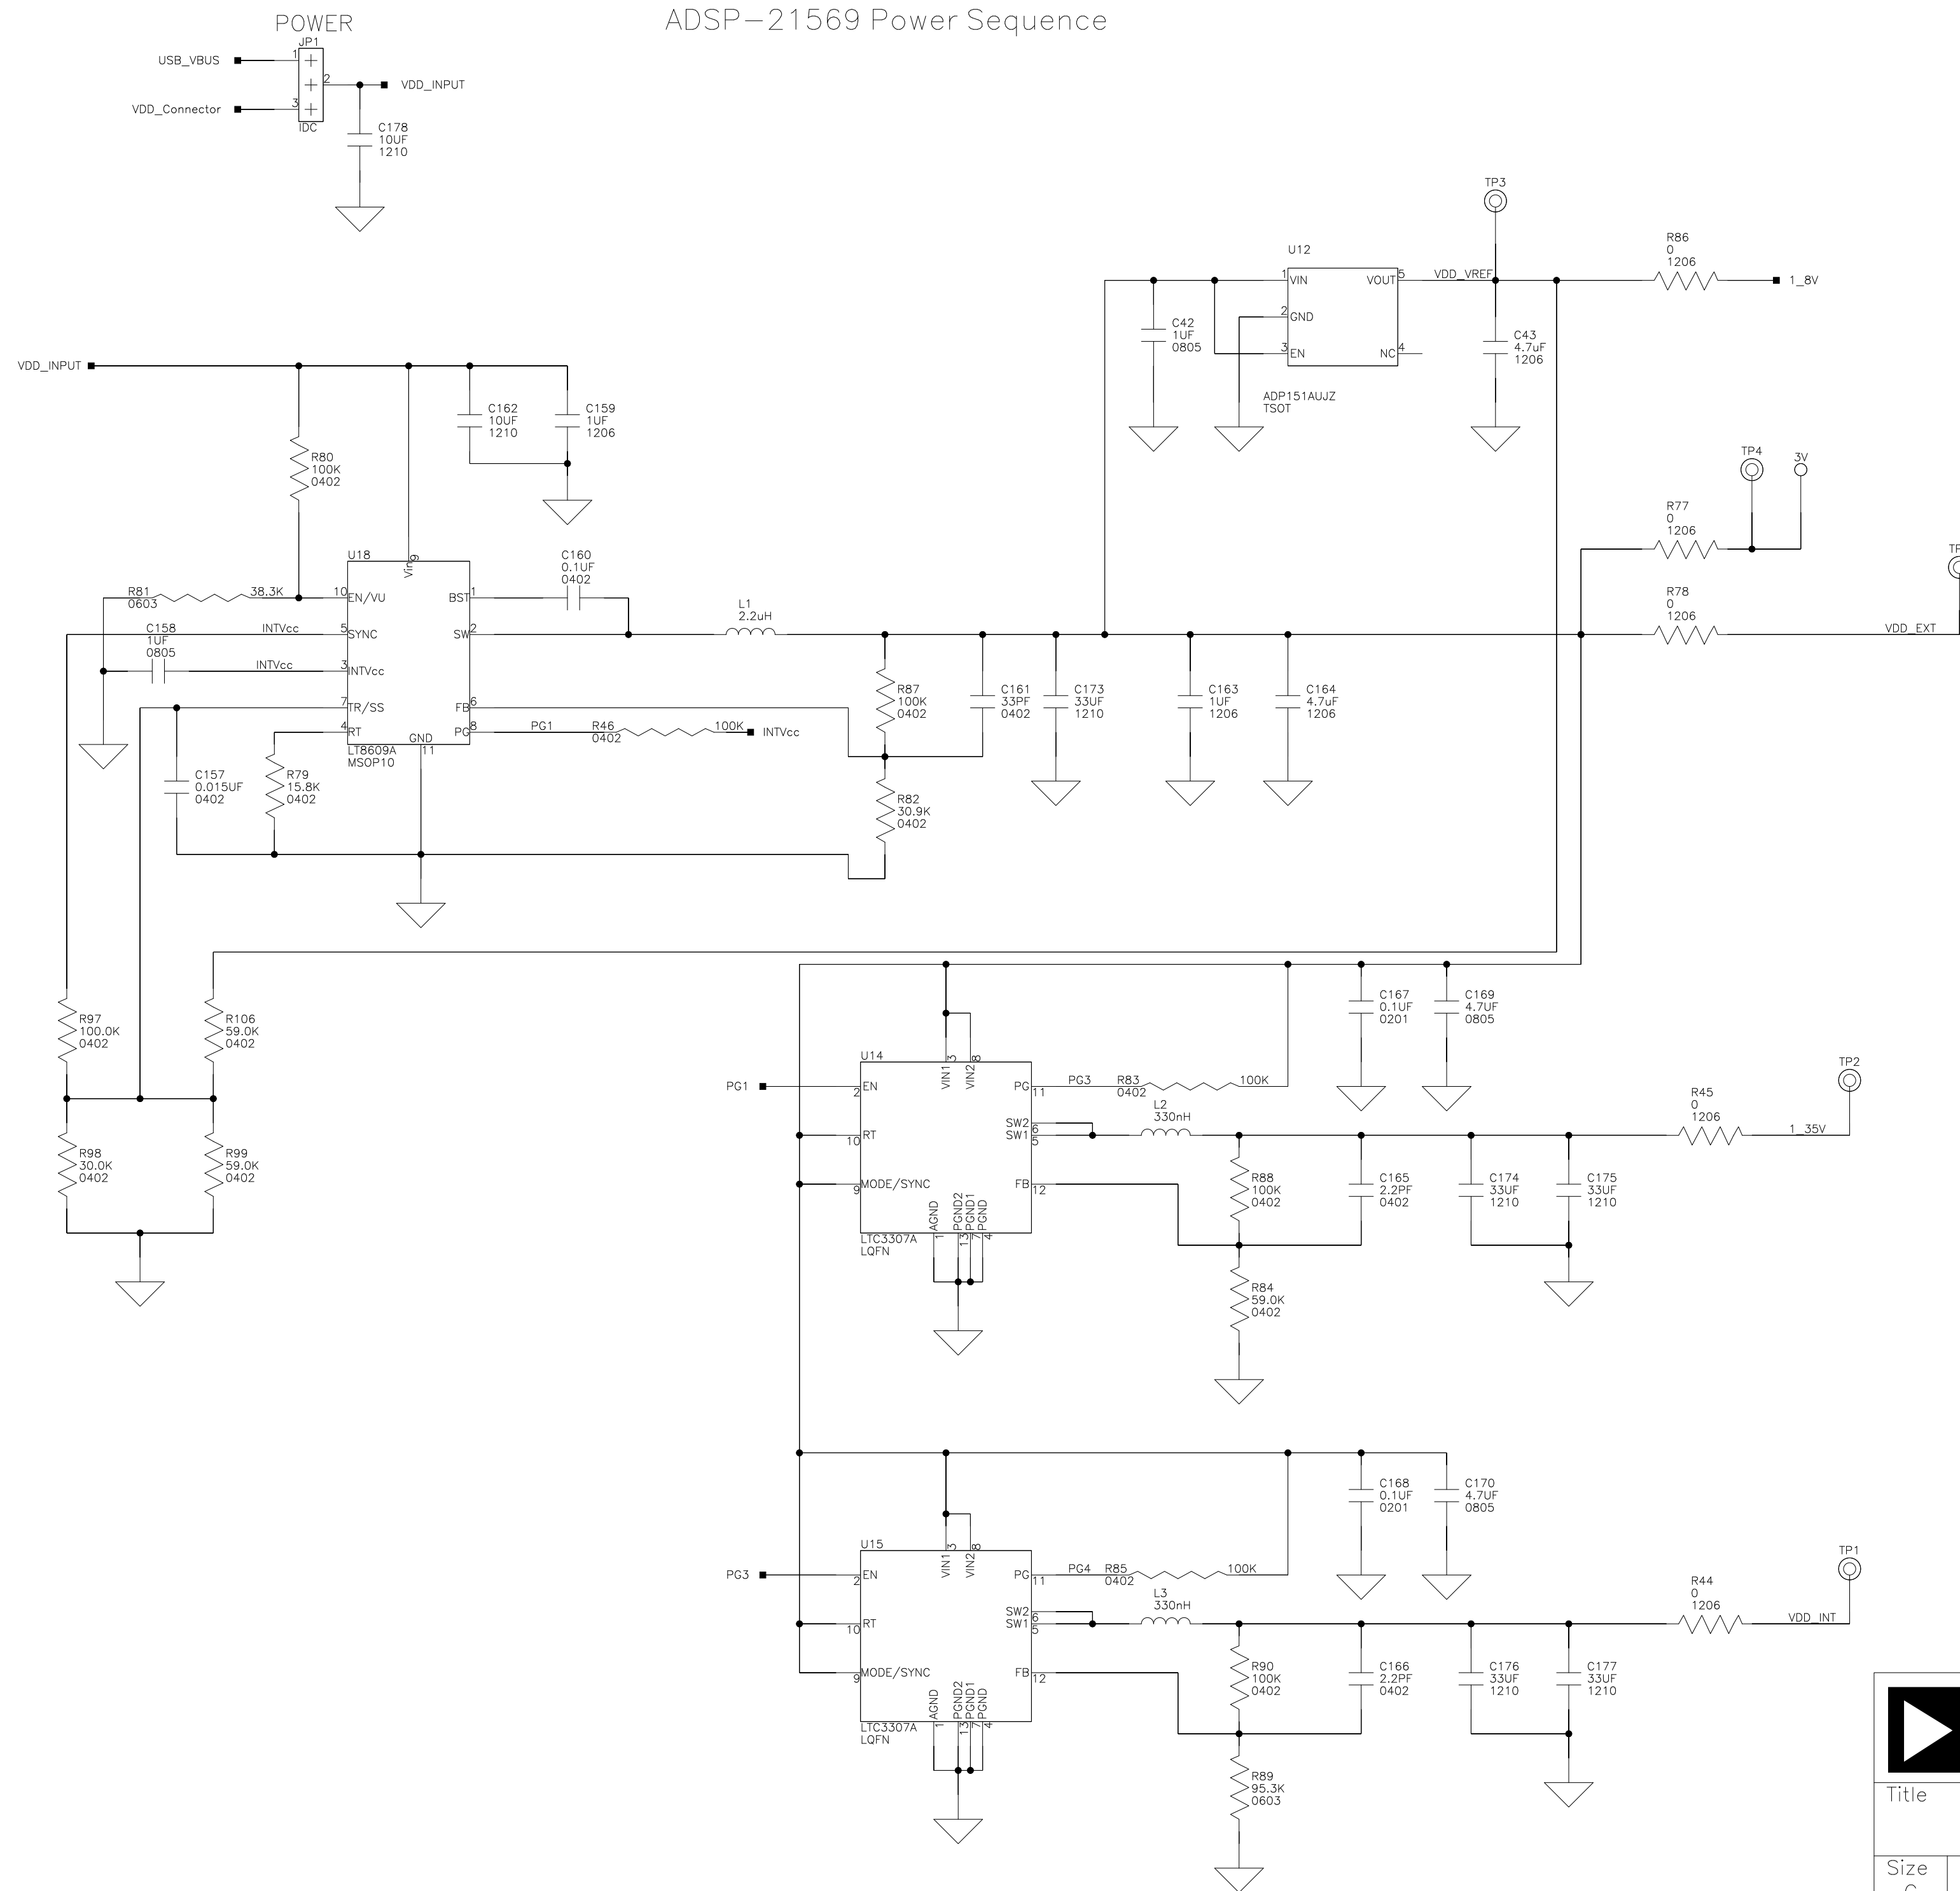 ADSP-21569 Power Sequence
POWER
JP1
USB_VBUS
1
2
VDD_INPUT
VDD_Connector
3
IDC
C178
10UF
1210
TP3
U12
R86
0
1206
1
VIN
VOUT
5
VDD_VREF
1_8V
2
GND
C42
1UF
0805
3
EN
NC
4
C43
4.7uF
1206
ADP151AUJZ
TSOT
VDD_INPUT
C162
10UF
1210
C159
1UF
1206
R80
100K
0402
TP4
3V
R77
0
1206
U18
Vin
9
C160
0.1UF
0402
R81
0603
38.3K
10
EN/VU
BST
1
L1
2.2uH
R78
0
1206
VDD_EXT
C158
1UF
0805
INTVcc
5
SYNC
SW
2
INTVcc
3
INTVcc
7
TR/SS
FB
6
4
RT
PG
8
PG1
R46
0402
100K
INTVcc
GND
11
LT8609A
MSOP10
R87
100K
0402
C161
33PF
0402
C173
33UF
1210
C163
1UF
1206
C164
4.7uF
1206
C157
0.015UF
0402
R79
15.8K
0402
R82
30.9K
0402
R97
100.0K
0402
R106
59.0K
0402
R98
30.0K
0402
R99
59.0K
0402
C167
0.1UF
0201
C169
4.7UF
0805
U14
VIN1
3
VIN2
8
PG1
2
EN
PG
11
PG3
R83
0402
100K
L2
330nH
SW2
6
SW1
5
10
RT
9
MODE/SYNC
FB
12
AGND
1
PGND2
13
PGND1
7
PGND
4
LTC3307A
LQFN
R88
100K
0402
C165
2.2PF
0402
C174
33UF
1210
C175
33UF
1210
R45
0
1206
1_35V
TP2
R84
59.0K
0402
C168
0.1UF
0201
C170
4.7UF
0805
U15
VIN1
3
VIN2
8
PG3
2
EN
PG
11
PG4
R85
0402
100K
L3
330nH
SW2
6
SW1
5
10
RT
9
MODE/SYNC
FB
12
AGND
1
PGND2
13
PGND1
7
PGND
4
LTC3307A
LQFN
R90
100K
0402
C166
2.2PF
0402
C176
33UF
1210
C177
33UF
1210
R44
0
1206
VDD_INT
TP1
R89
95.3K
0603
Title
Size